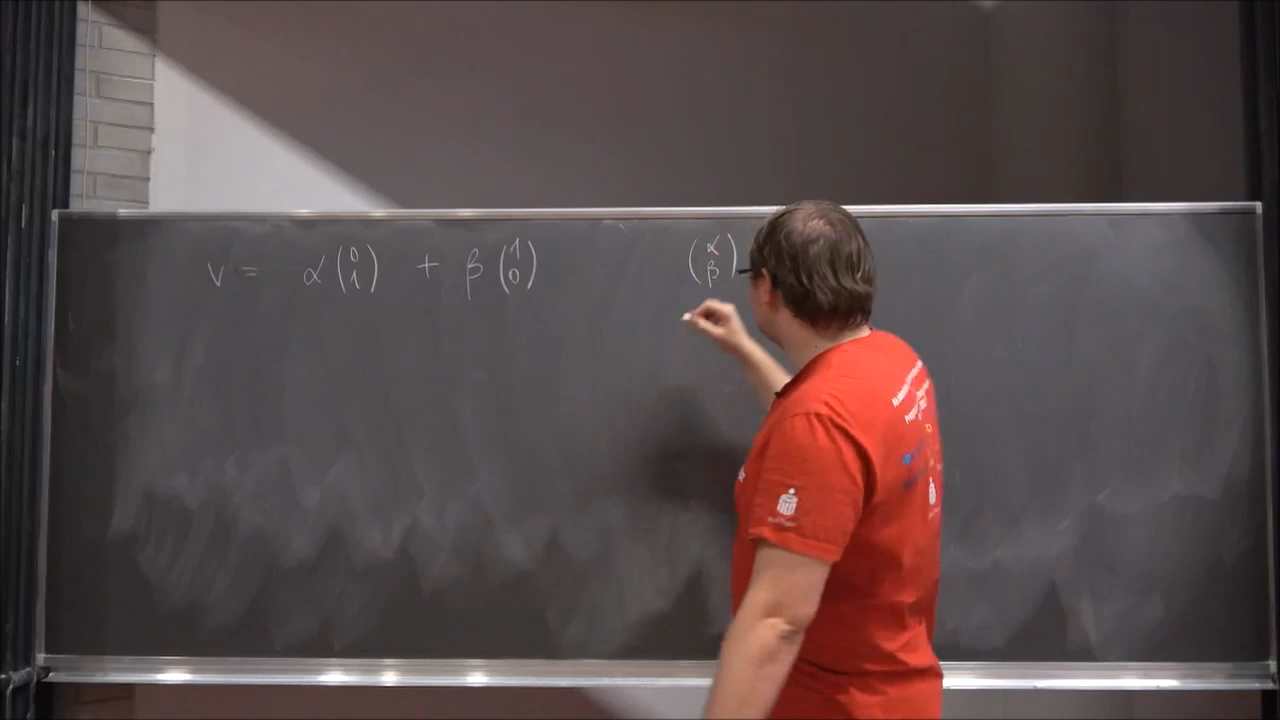 v = α (0 1) + β (1 0) (α β)